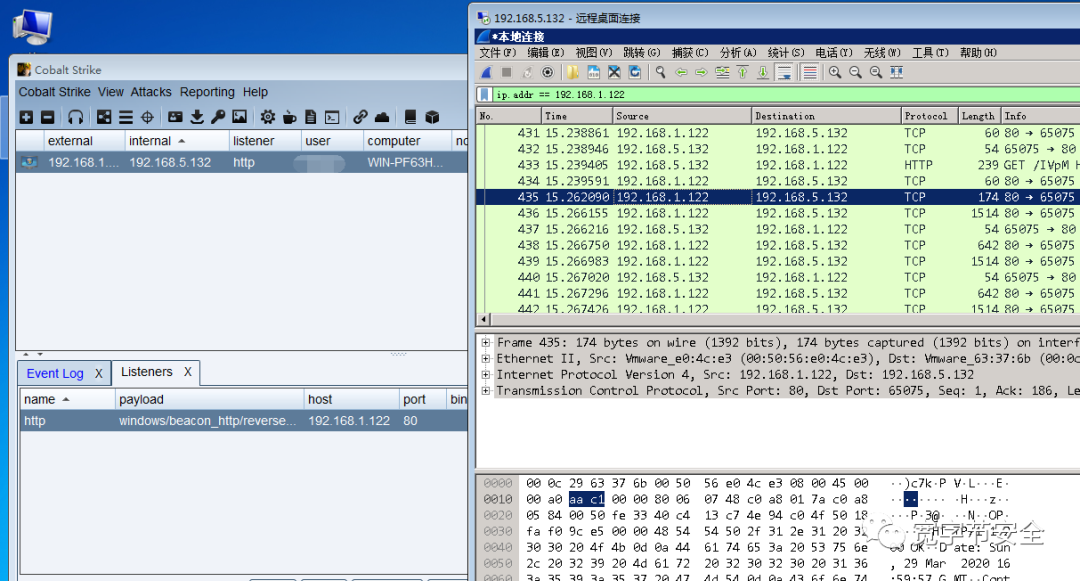 Cobalt Strike
Cobalt Strike View Attacks Reporting Help
external internal listener user computer
192.168.1.... 192.168.5.132 http WIN-PF63H...
Event Log X Listeners X
name payload host port bin
http windows/beacon_http/reverse... 192.168.1.122 80
192.168.5.132 - 远程桌面连接
*本地连接
文件(F) 编辑(E) 视图(V) 跳转(G) 捕获(C) 分析(A) 统计(S) 电话(Y) 无线(W) 工具(T) 帮助(H)
ip.addr == 192.168.1.122
No. Time Source Destination Protocol Length Info
431 15.238861 192.168.1.122 192.168.5.132 TCP 60 80 → 65075
432 15.238946 192.168.5.132 192.168.1.122 TCP 54 65075 → 80
433 15.239405 192.168.5.132 192.168.1.122 HTTP 239 GET /IVpM H
434 15.239591 192.168.1.122 192.168.5.132 TCP 60 80 → 65075
435 15.262090 192.168.1.122 192.168.5.132 TCP 174 80 → 65075
436 15.266155 192.168.1.122 192.168.5.132 TCP 1514 80 → 65075
437 15.266216 192.168.5.132 192.168.1.122 TCP 54 65075 → 80
438 15.266750 192.168.1.122 192.168.5.132 TCP 642 80 → 65075
439 15.266983 192.168.1.122 192.168.5.132 TCP 1514 80 → 65075
440 15.267020 192.168.5.132 192.168.1.122 TCP 54 65075 → 80
441 15.267296 192.168.1.122 192.168.5.132 TCP 642 80 → 65075
442 15.267426 192.168.1.122 192.168.5.132 TCP 1514 80 → 65075
Frame 435: 174 bytes on wire (1392 bits), 174 bytes captured (1392 bits) on interf
Ethernet II, Src: Vmware_e0:4c:e3 (00:50:56:e0:4c:e3), Dst: Vmware_63:37:6b (00:0c
Internet Protocol Version 4, Src: 192.168.1.122, Dst: 192.168.5.132
Transmission Control Protocol, Src Port: 80, Dst Port: 65075, Seq: 1, Ack: 186, Le
0000 00 0c 29 63 37 6b 00 50 56 e0 4c e3 08 00 45 00 ··)c7k·P V·L···E·
0010 00 a0 aa c1 00 00 80 06 07 48 c0 a8 01 7a c0 a8 ········ ·H···z··
0020 05 84 00 50 fe 33 40 c4 13 c7 4e 94 c0 4f 50 18 ···P·3@· ··N··OP·
0030 fa f0 9c e5 00 00 48 54 54 50 2f 31 2e 31 20 32
0040 30 30 20 4f 4b 0d 0a 44 61 74 65 3a 20 53 75 6e 00 OK··D ate: Sun
0050 2c 20 32 39 20 4d 61 72 20 32 30 32 30 20 31 36 , 29 Mar 2020 16
0060 3a 35 39 3a 35 37 20 47 4d 54 0d 0a 43 6f 6e 74 :59:57 G MT··Cont
宽字节安全